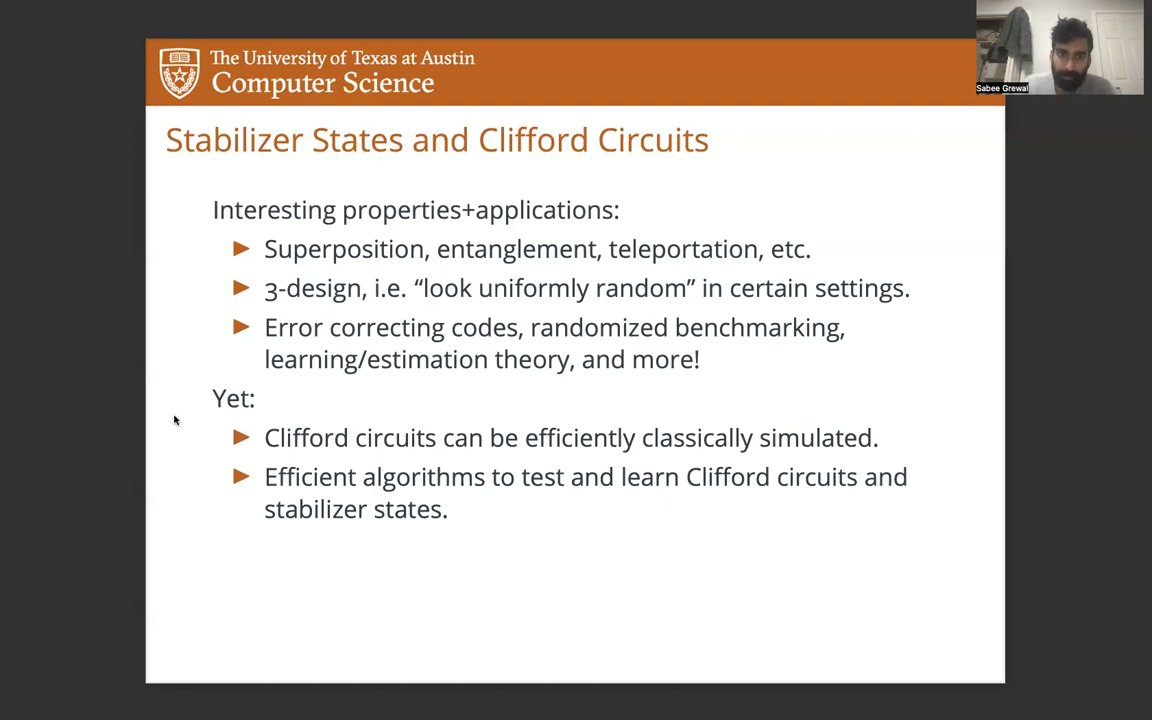 Sabee Grewal
The University of Texas at Austin
Computer Science
Stabilizer States and Clifford Circuits
Interesting properties+applications:
Superposition, entanglement, teleportation, etc.
3-design, i.e. “look uniformly random” in certain settings.
Error correcting codes, randomized benchmarking,
learning/estimation theory, and more!
Yet:
Clifford circuits can be efficiently classically simulated.
Efficient algorithms to test and learn Clifford circuits and
stabilizer states.